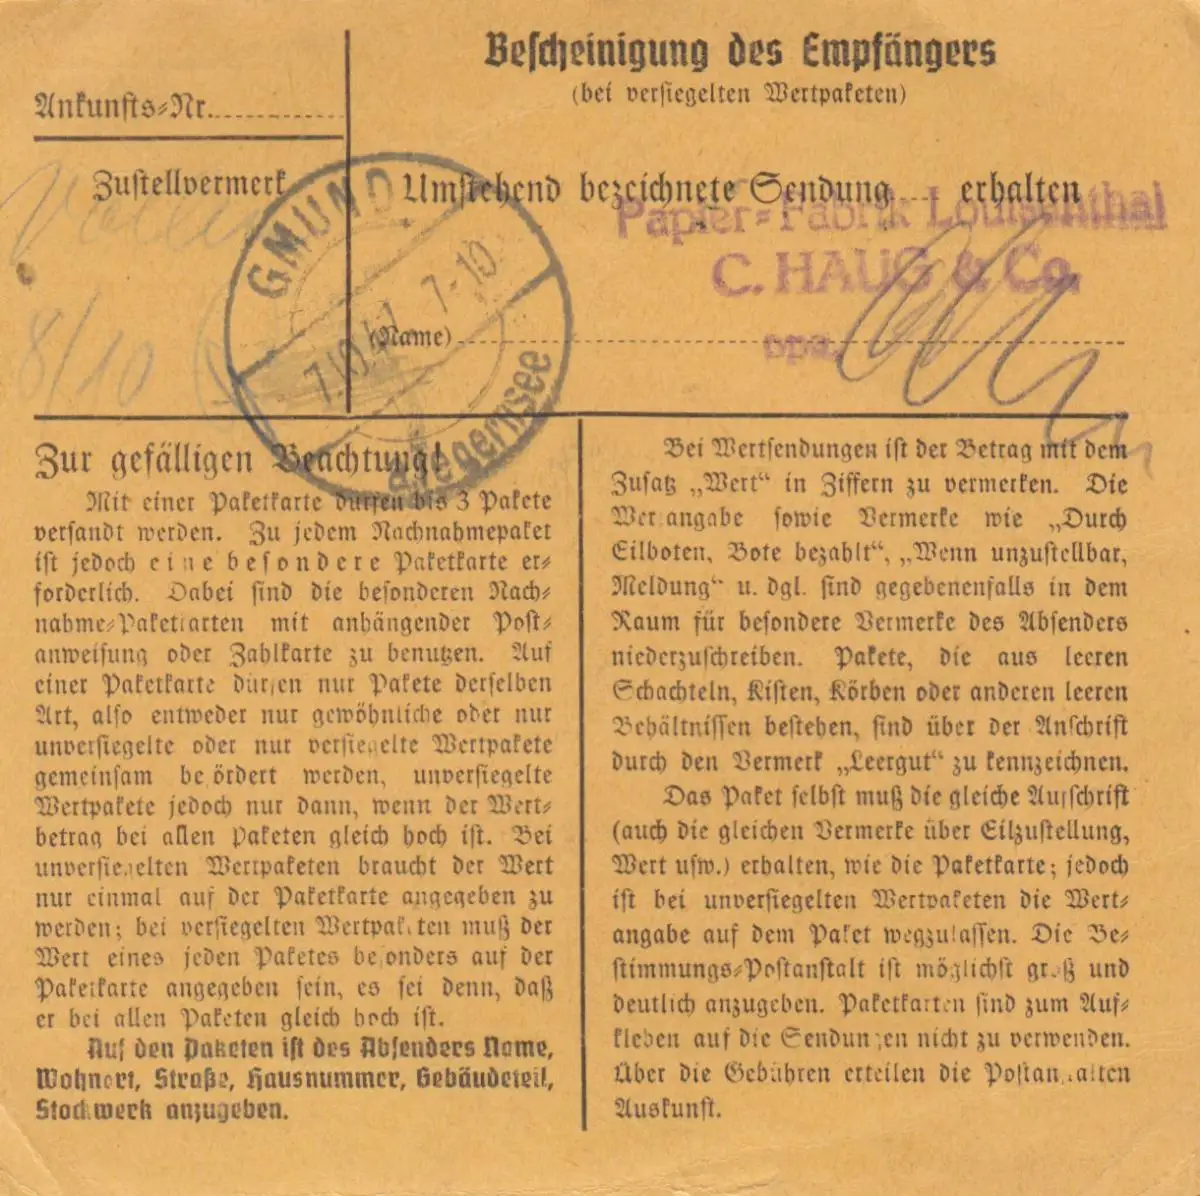 Ankunfts-Nr.
Zustellvermerk
8/10
Bescheinigung des Empfängers
(bei versiegelten Wertpaketen)
Umstehend bezeichnete Sendung erhalten
Papier-Fabrik Louisenthal
C. HAUG & Co.
ppa.
(Name)
GMUND
7.10.47 7-10
Tegernsee
Zur gefälligen Beachtung!
Mit einer Paketkarte dürfen bis 3 Pakete
versandt werden. Zu jedem Nachnahmepaket
ist jedoch eine besondere Paketkarte er-
forderlich. Dabei sind die besonderen Nach-
nahme-Paketkarten mit anhängender Post-
anweisung oder Zahlkarte zu benutzen. Auf
einer Paketkarte dürfen nur Pakete derselben
Art, also entweder nur gewöhnliche oder nur
unversiegelte oder nur versiegelte Wertpakete
gemeinsam befördert werden, unversiegelte
Wertpakete jedoch nur dann, wenn der Wert-
betrag bei allen Paketen gleich hoch ist. Bei
unversiegelten Wertpaketen braucht der Wert
nur einmal auf der Paketkarte angegeben zu
werden; bei versiegelten Wertpaketen muß der
Wert eines jeden Paketes besonders auf der
Paketkarte angegeben sein, es sei denn, daß
er bei allen Paketen gleich hoch ist.
Auf den Paketen ist des Absenders Name,
Wohnort, Straße, Hausnummer, Gebäudeteil,
Stockwerk anzugeben.
Bei Wertsendungen ist der Betrag mit dem
Zusatz „Wert“ in Ziffern zu vermerken. Die
Wertangabe sowie Vermerke wie „Durch
Eilboten, Bote bezahlt“, „Wenn unzustellbar,
Meldung“ u. dgl. sind gegebenenfalls in dem
Raum für besondere Vermerke des Absenders
niederzuschreiben. Pakete, die aus leeren
Schachteln, Kisten, Körben oder anderen leeren
Behältnissen bestehen, sind über der Anschrift
durch den Vermerk „Leergut“ zu kennzeichnen.
Das Paket selbst muß die gleiche Aufschrift
(auch die gleichen Vermerke über Eilzustellung,
Wert usw.) erhalten, wie die Paketkarte; jedoch
ist bei unversiegelten Wertpaketen die Wert-
angabe auf dem Paket wegzulassen. Die Be-
stimmungs-Postanstalt ist möglichst groß und
deutlich anzugeben. Paketkarten sind zum Auf-
kleben auf die Sendungen nicht zu verwenden.
Über die Gebühren erteilen die Postanstalten
Auskunft.